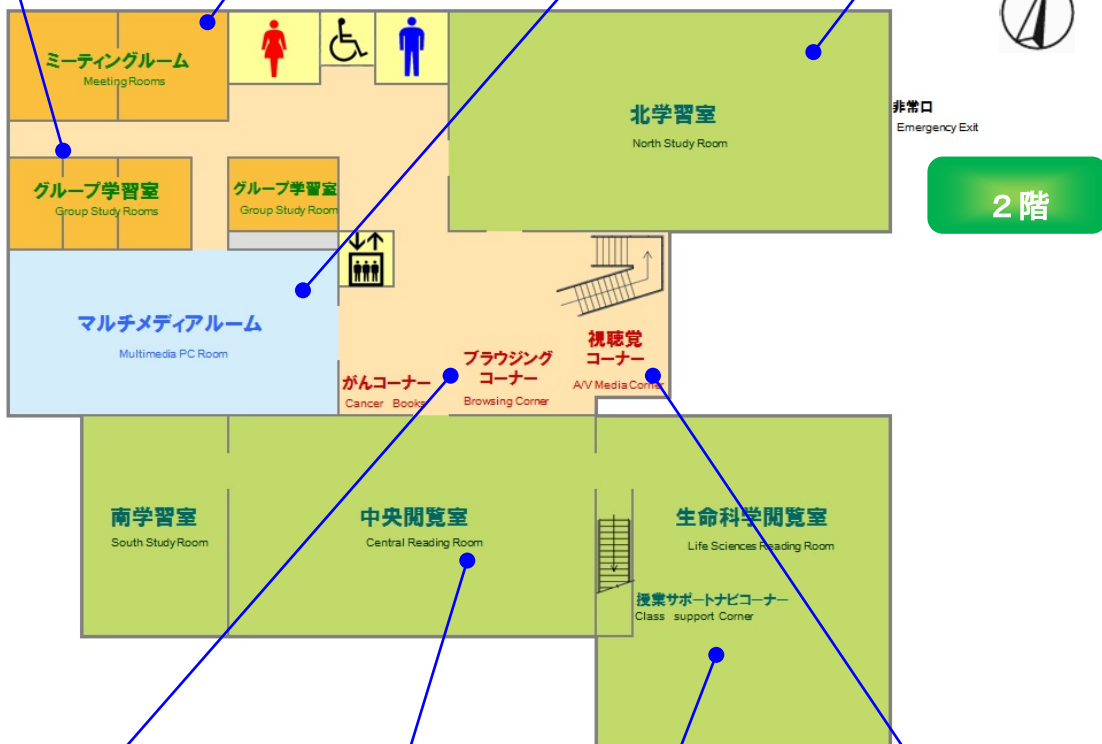 ミーティングルーム
Meeting Rooms
北学習室
North Study Room
非常口
Emergency Exit
グループ学習室
Group Study Rooms
グループ学習室
Group Study Room
2階
マルチメディアルーム
Multimedia PC Room
がんコーナー
Cancer Books
ブラウジング
コーナー
Browsing Corner
視聴覚
コーナー
A/V Media Corner
南学習室
South Study Room
中央閲覧室
Central Reading Room
生命科学閲覧室
Life Sciences Reading Room
授業サポートナビコーナー
Class support Corner